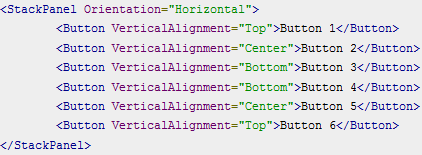 <StackPanel Orientation="Horizontal">
<Button VerticalAlignment="Top">Button 1</Button>
<Button VerticalAlignment="Center">Button 2</Button>
<Button VerticalAlignment="Bottom">Button 3</Button>
<Button VerticalAlignment="Bottom">Button 4</Button>
<Button VerticalAlignment="Center">Button 5</Button>
<Button VerticalAlignment="Top">Button 6</Button>
</StackPanel>